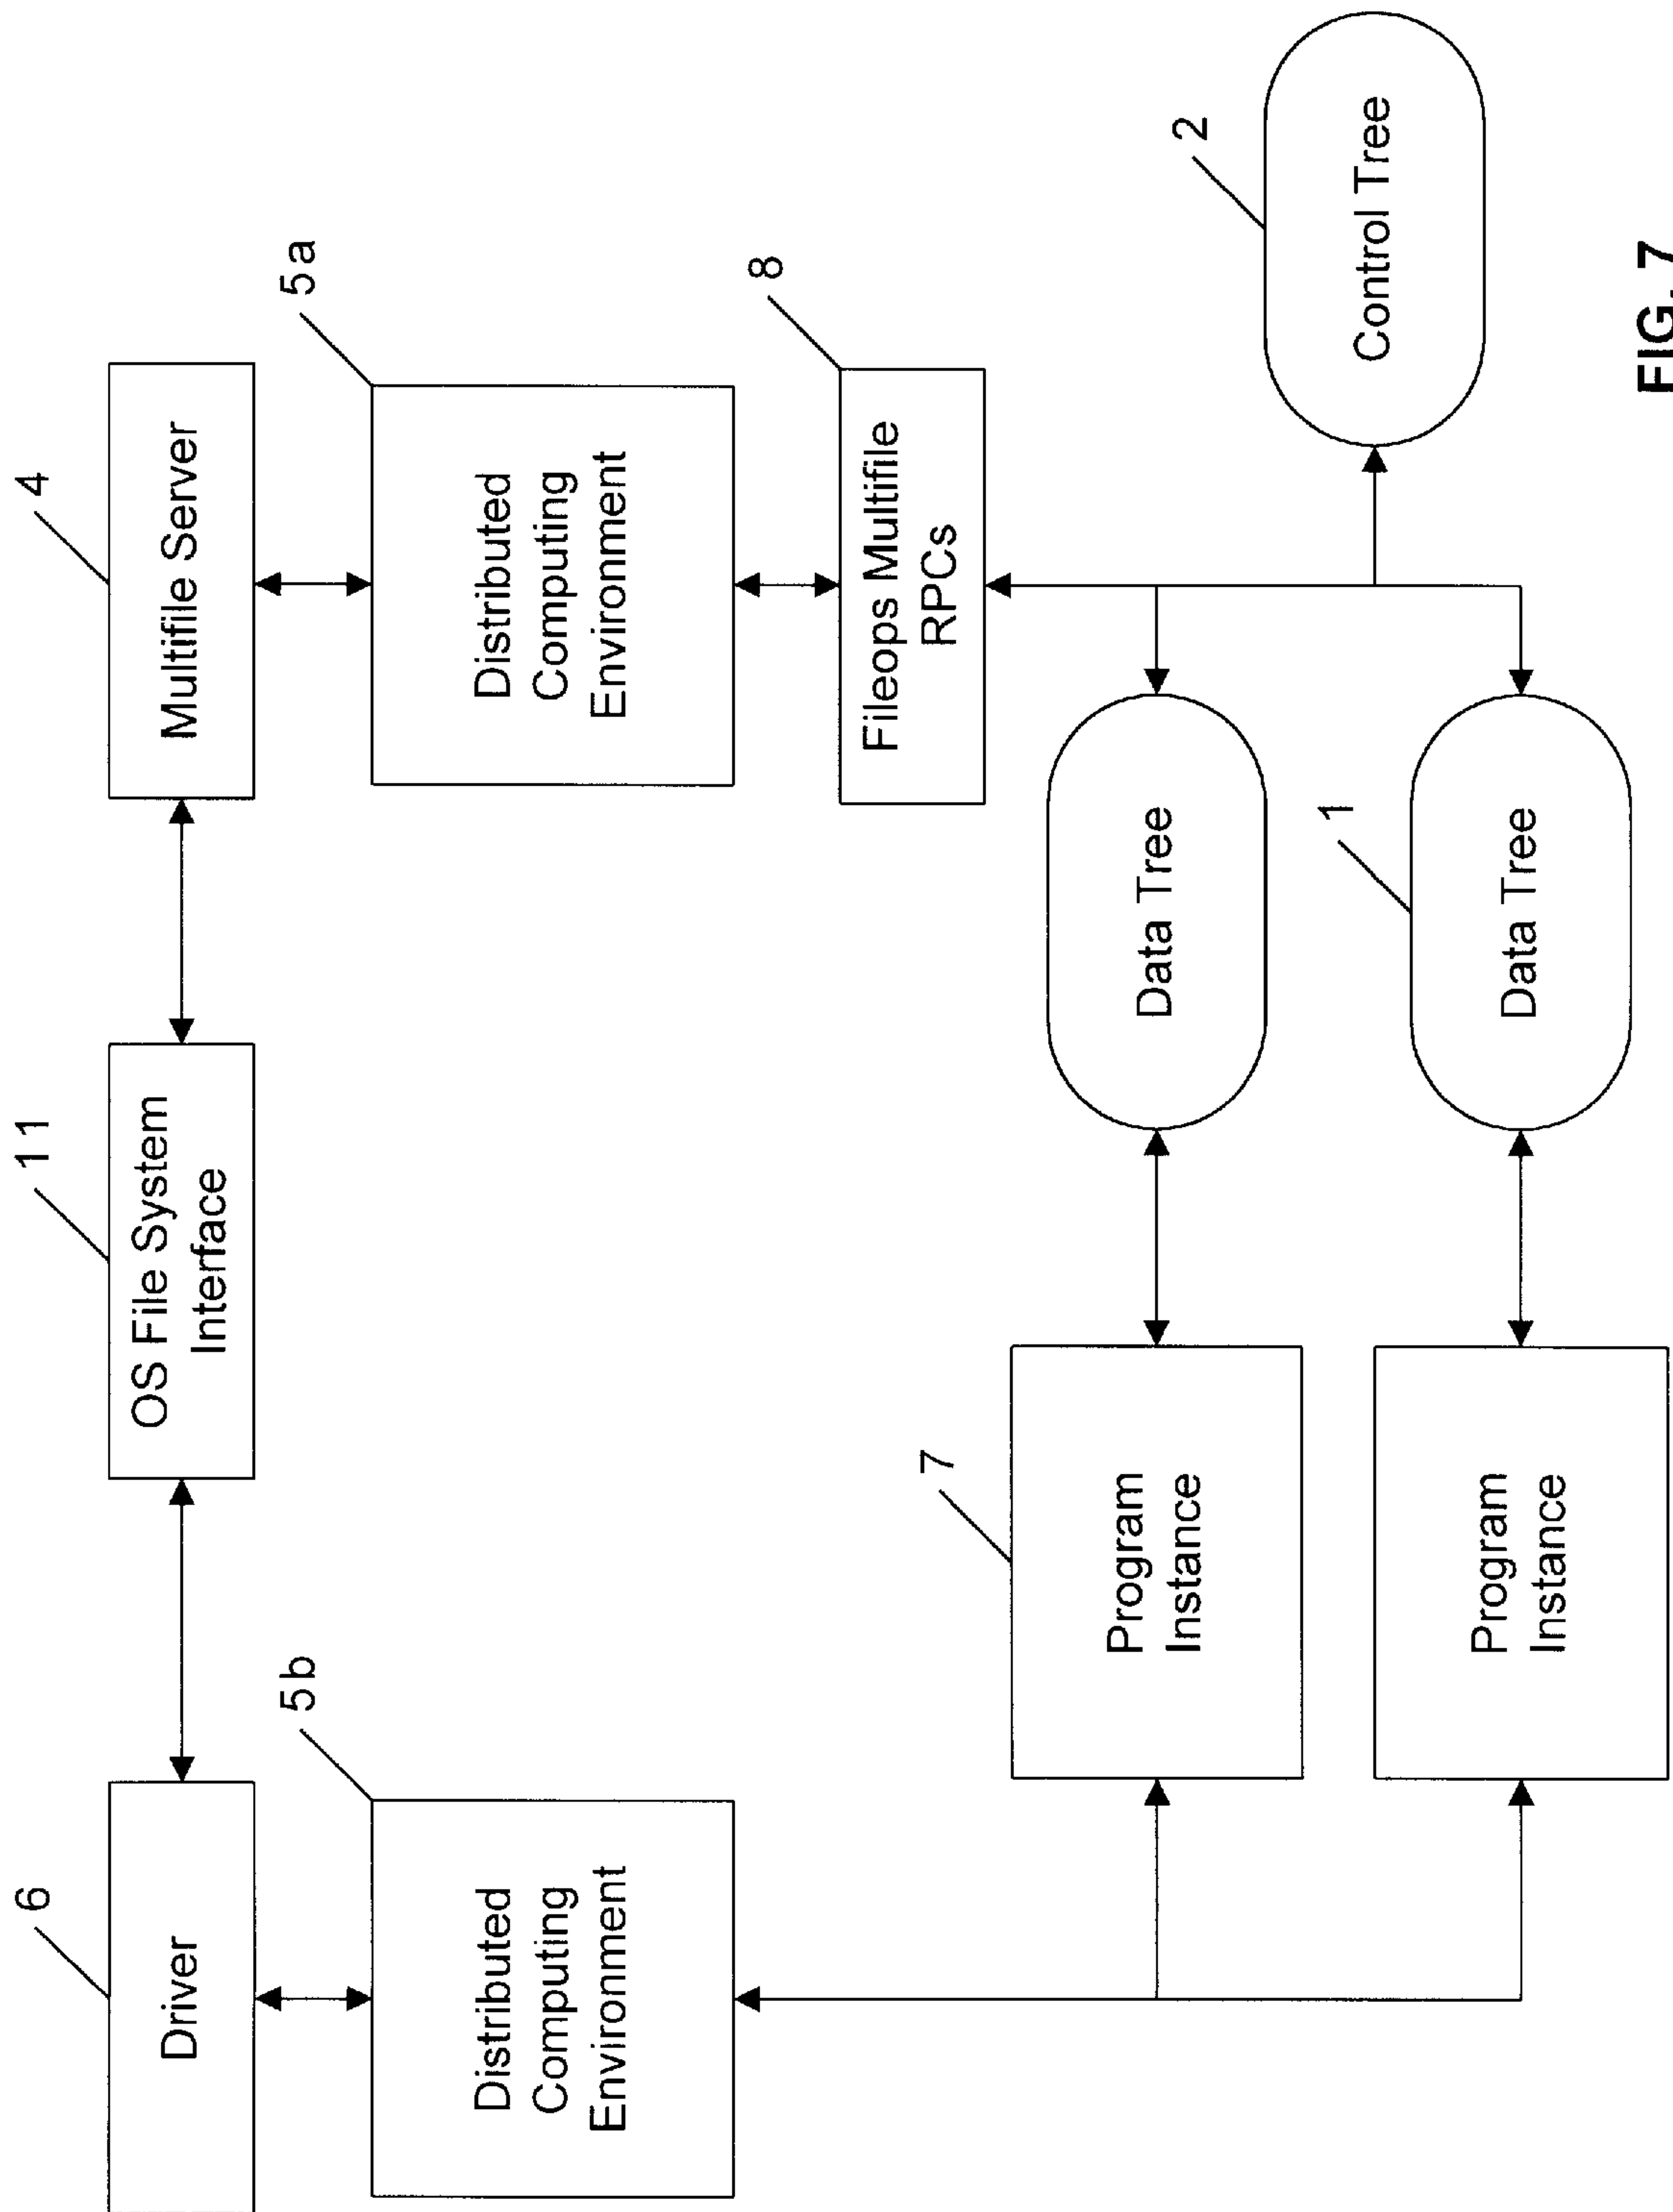 6
Driver
11
OS File System
Interface
4
Multifile Server
5b
Distributed
Computing
Environment
5a
Distributed
Computing
Environment
8
Fileops Multifile
RPCs
7
Program
Instance
Data Tree
2
Control Tree
Program
Instance
1
Data Tree
FIG. 7